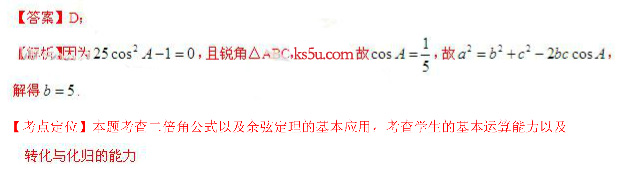 【答案】D；
【解析】因为 25cos² A−1=0，且锐角△ABC,ks5u.com 故 cos A = 1/5，故 a² = b² + c² − 2bc cos A，
解得 b = 5 .
【考点定位】本题考查二倍角公式以及余弦定理的基本应用，考查学生的基本运算能力以及
转化与化归的能力